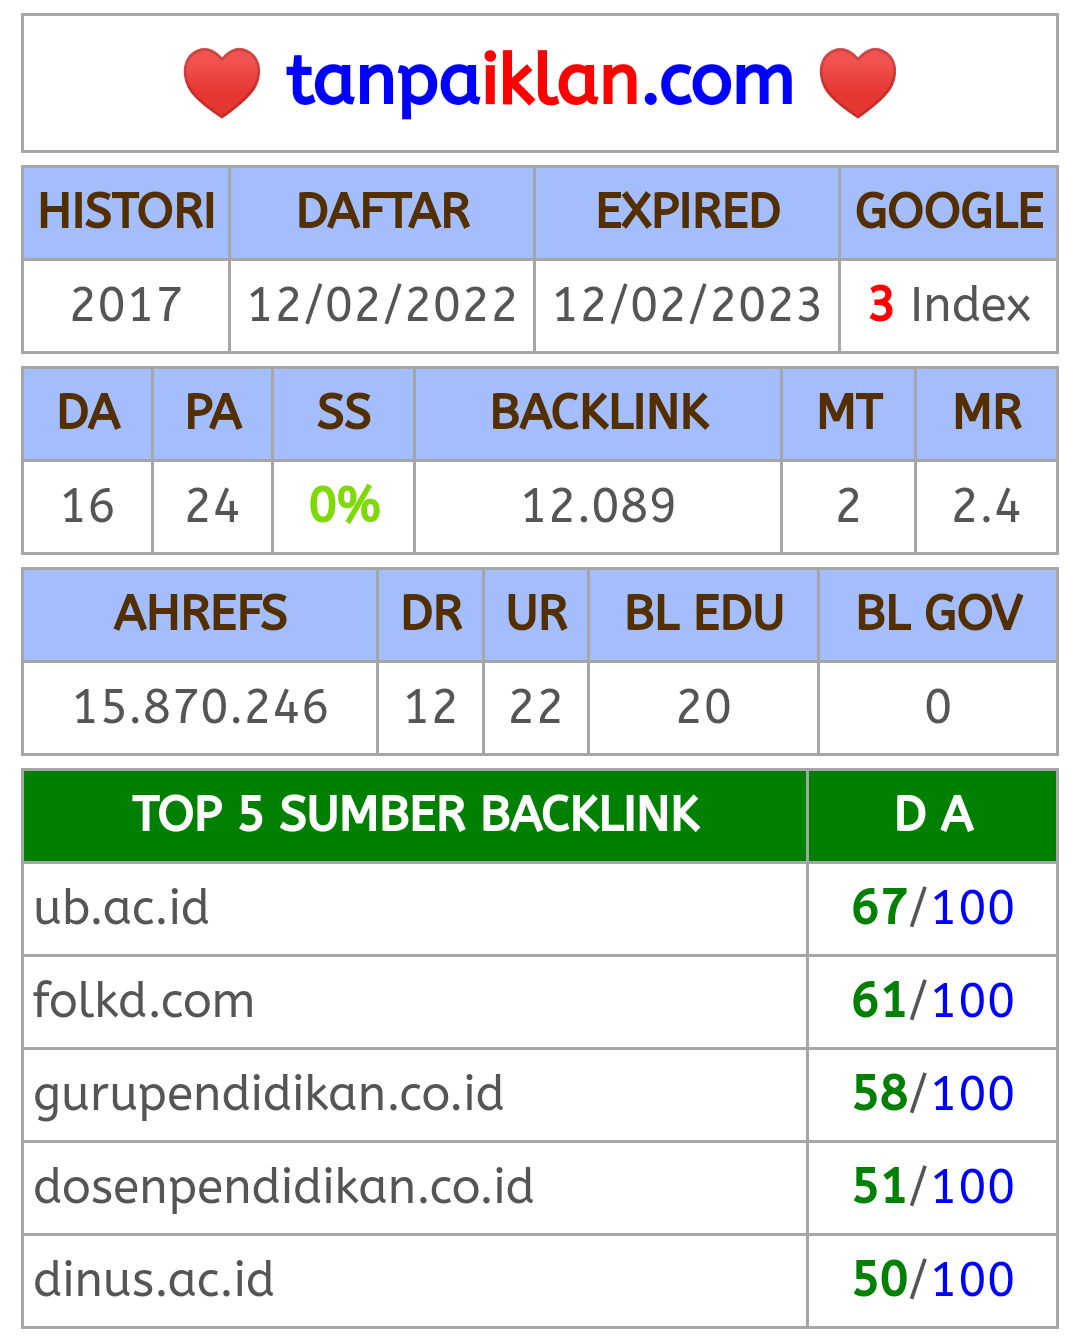 tanpaiklan.com
HISTORI DAFTAR EXPIRED GOOGLE
2017 12/02/2022 12/02/2023 3 Index
DA PA SS BACKLINK MT MR
16 24 0% 12.089 2 2.4
AHREFS DR UR BL EDU BL GOV
15.870.246 12 22 20 0
TOP 5 SUMBER BACKLINK D A
ub.ac.id 67/100
folkd.com 61/100
gurupendidikan.co.id 58/100
dosenpendidikan.co.id 51/100
dinus.ac.id 50/100